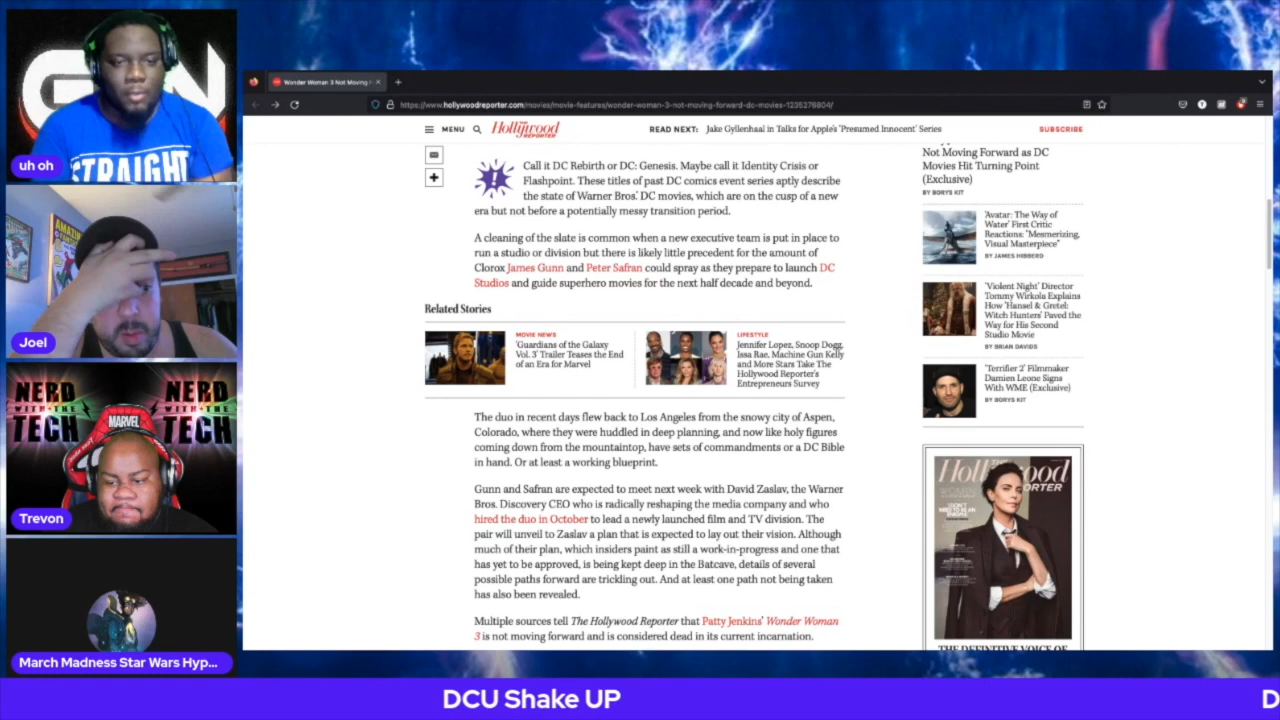 GN
STRAIGHT
uh oh
AMAZING
Joel
NERD
WITH THE
TECH
NERD
WITH THE
TECH
MARVEL
Trevon
March Madness Star Wars Hyp...
Wonder Woman 3 Not Moving
https://www.hollywoodreporter.com/movies/movie-features/wonder-woman-3-not-moving-forward-dc-movies-1235276804/
MENU
Hollywood
REPORTER
READ NEXT: Jake Gyllenhaal in Talks for Apple's 'Presumed Innocent' Series
SUBSCRIBE
Call it DC Rebirth or DC: Genesis. Maybe call it Identity Crisis or
Flashpoint. These titles of past DC comics event series aptly describe
the state of Warner Bros.' DC movies, which are on the cusp of a new
era but not before a potentially messy transition period.
A cleaning of the slate is common when a new executive team is put in place to
run a studio or division but there is likely little precedent for the amount of
Clorox James Gunn and Peter Safran could spray as they prepare to launch DC
Studios and guide superhero movies for the next half decade and beyond.
Related Stories
MOVIE NEWS
'Guardians of the Galaxy
Vol. 3' Trailer Teases the End
of an Era for Marvel
LIFESTYLE
Jennifer Lopez, Snoop Dogg,
Issa Rae, Machine Gun Kelly
and More Stars Take The
Hollywood Reporter's
Entrepreneurs Survey
The duo in recent days flew back to Los Angeles from the snowy city of Aspen,
Colorado, where they were huddled in deep planning, and now like holy figures
coming down from the mountaintop, have sets of commandments or a DC Bible
in hand. Or at least a working blueprint.
Gunn and Safran are expected to meet next week with David Zaslav, the Warner
Bros. Discovery CEO who is radically reshaping the media company and who
hired the duo in October to lead a newly launched film and TV division. The
pair will unveil to Zaslav a plan that is expected to lay out their vision. Although
much of their plan, which insiders paint as still a work-in-progress and one that
has yet to be approved, is being kept deep in the Batcave, details of several
possible paths forward are trickling out. And at least one path not being taken
has also been revealed.
Multiple sources tell The Hollywood Reporter that Patty Jenkins' Wonder Woman
3 is not moving forward and is considered dead in its current incarnation.
Not Moving Forward as DC
Movies Hit Turning Point
(Exclusive)
BY BORYS KIT
'Avatar: The Way of
Water' First Critic
Reactions: "Mesmerizing,
Visual Masterpiece"
BY JAMES HIBBERD
'Violent Night' Director
Tommy Wirkola Explains
How 'Hansel & Gretel:
Witch Hunters' Paved the
Way for His Second
Studio Movie
BY BRIAN DAVIDS
'Terrifier 2' Filmmaker
Damien Leone Signs
With WME (Exclusive)
BY BORYS KIT
Hollywood
REPORTER
THE DEFINITIVE VOICE OF
DCU Shake UP
D